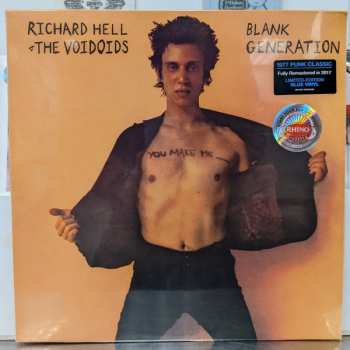 RICHARD HELL
+THE VOIDOIDS
BLANK
GENERATION
1977 PUNK CLASSIC
Fully Remastered in 2017
LIMITED-EDITION
BLUE VINYL
RHINO
YOU MAKE ME